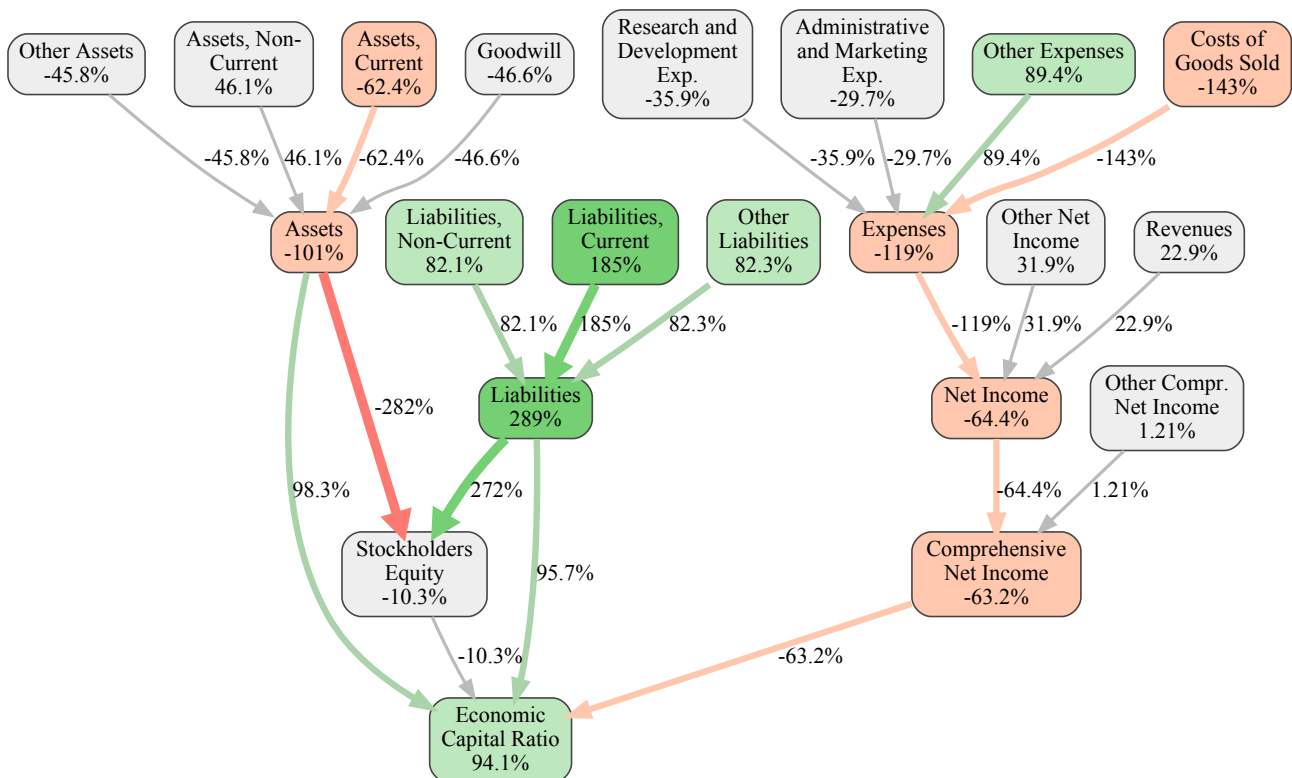 Other Assets
-45.8%
Assets, Non-
Current
46.1%
Assets,
Current
-62.4%
Goodwill
-46.6%
Research and
Development
Exp.
-35.9%
Administrative
and Marketing
Exp.
-29.7%
Other Expenses
89.4%
Costs of
Goods Sold
-143%
-45.8%
46.1%
-62.4%
-46.6%
-35.9%
-29.7%
89.4%
-143%
Assets
-101%
Liabilities,
Non-Current
82.1%
Liabilities,
Current
185%
Other
Liabilities
82.3%
Expenses
-119%
Other Net
Income
31.9%
Revenues
22.9%
82.1%
185%
82.3%
-119%
31.9%
22.9%
-282%
Liabilities
289%
Net Income
-64.4%
Other Compr.
Net Income
1.21%
98.3%
272%
-64.4%
1.21%
Stockholders
Equity
-10.3%
95.7%
Comprehensive
Net Income
-63.2%
-10.3%
-63.2%
Economic
Capital Ratio
94.1%